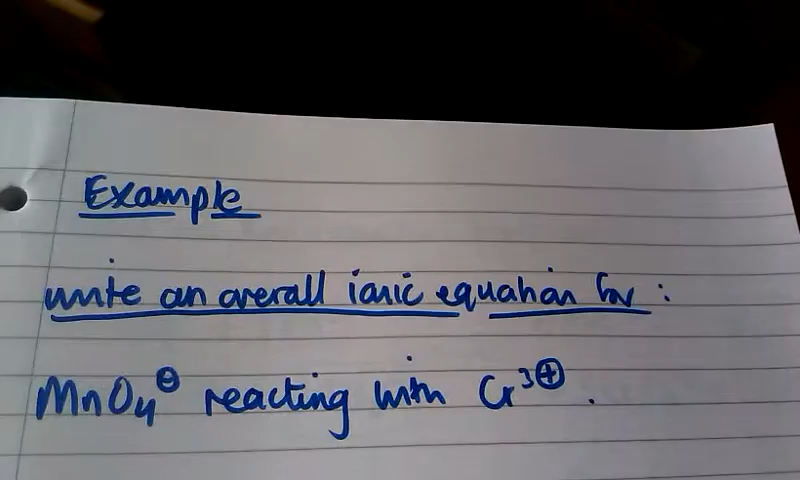 Example
write an overall ionic equation for :
MnO₄⊖ reacting with Cr³⊕ .